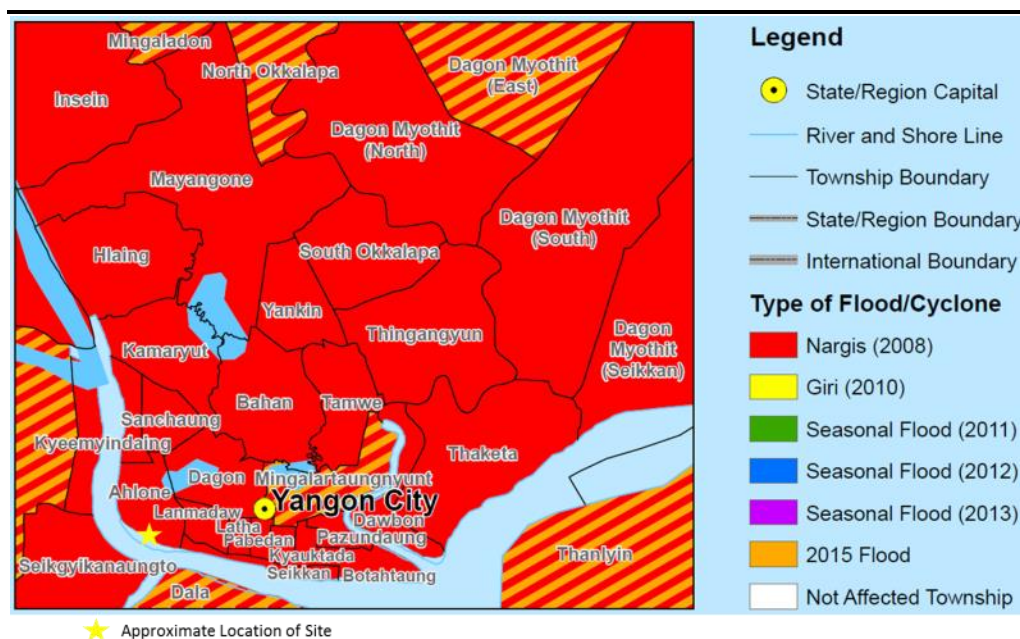 Mingaladon
North Okkalapa
Dagon Myothit
(East)
Insein
Dagon Myothit
(North)
Mayangone
Dagon Myothit
(South)
Hlaing
South Okkalapa
Yankin
Thingangyun
Dagon
Myothit
(Seikkan)
Kamaryut
Bahan
Tamwe
Sanchaung
Kyeemyindaing
Thaketa
Dagon
Mingalartaungnyunt
Ahlone
Yangon City
Lanmadaw
Latha
Dawbon
Pabedan
Pazundaung
Kyauktada
Thanlyin
Seikgyikanaungto
Seikkan
Botahtaung
Dala
Legend
State/Region Capital
River and Shore Line
Township Boundary
State/Region Boundary
International Boundary
Type of Flood/Cyclone
Nargis (2008)
Giri (2010)
Seasonal Flood (2011)
Seasonal Flood (2012)
Seasonal Flood (2013)
2015 Flood
Not Affected Township
Approximate Location of Site